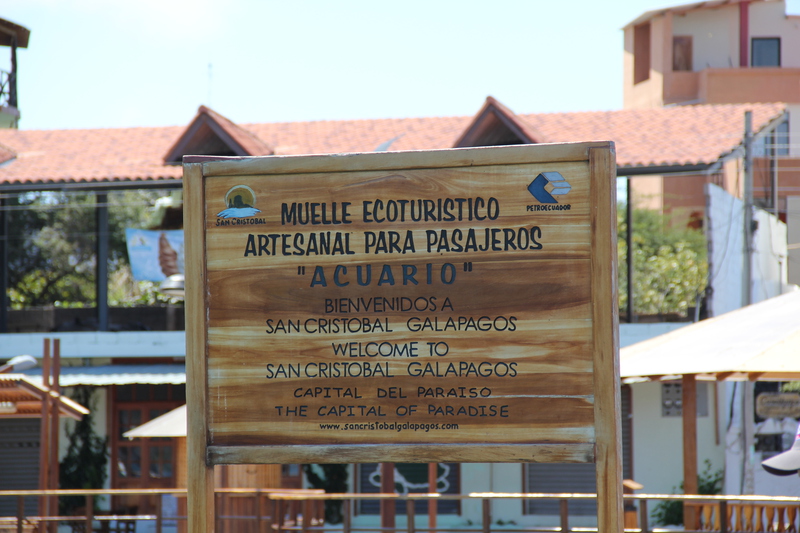 SAN CRISTOBAL
PETROECUADOR
MUELLE ECOTURISTICO
ARTESANAL PARA PASAJEROS
"ACUARIO"
BIENVENIDOS A
SAN CRISTOBAL GALAPAGOS
WELCOME TO
SAN CRISTOBAL GALAPAGOS
CAPITAL DEL PARAISO
THE CAPITAL OF PARADISE
www.sancristobalgalapagos.com